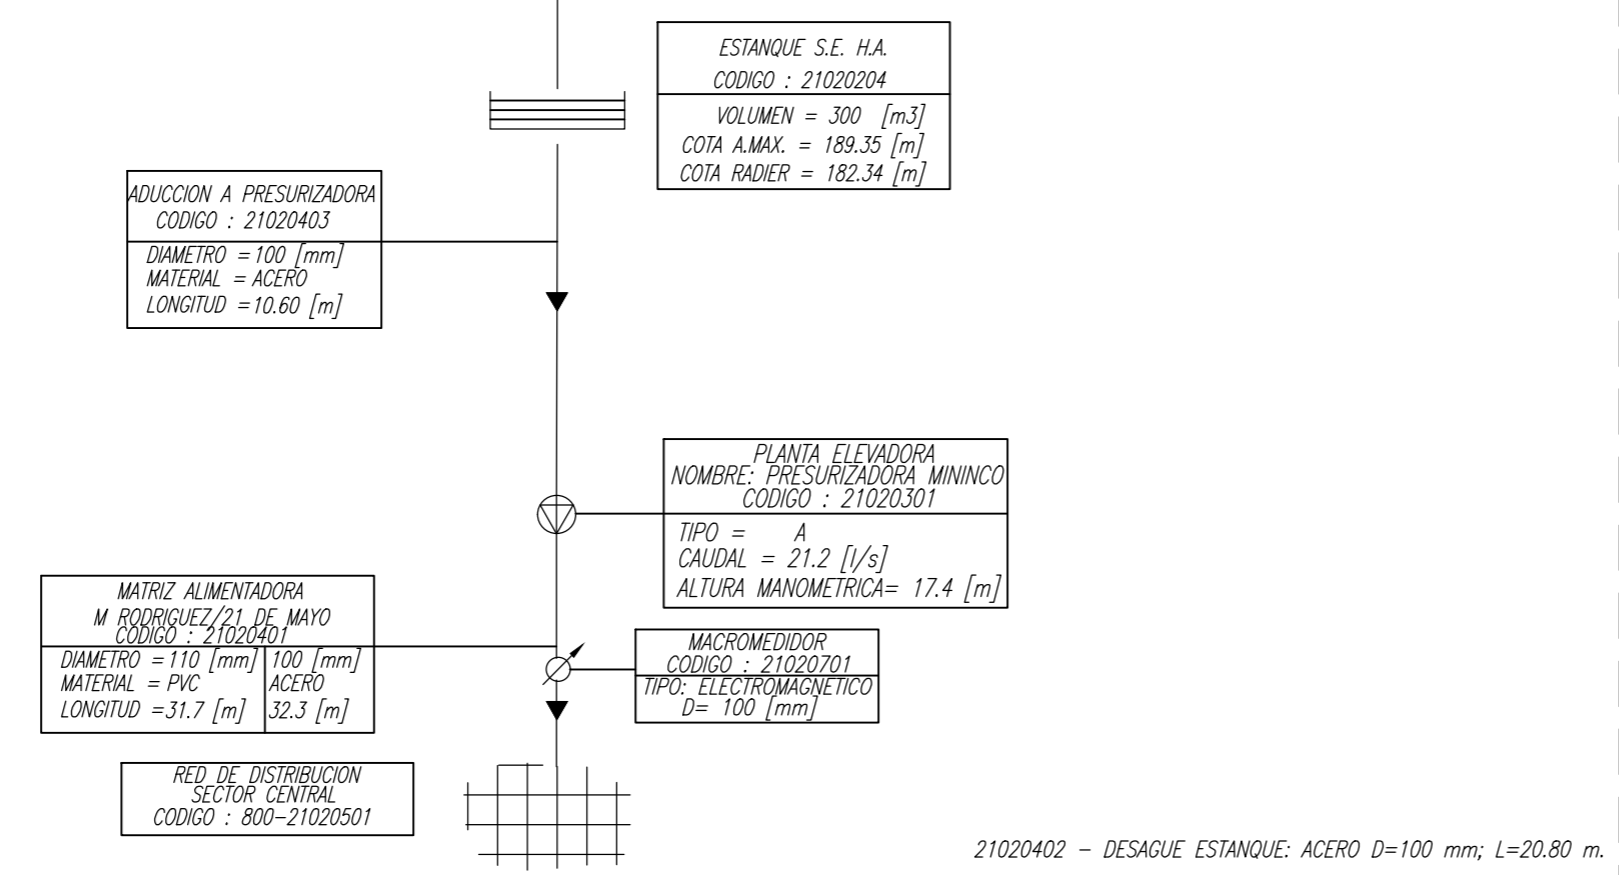 ESTANQUE S.E. H.A.
CODIGO : 21020204
VOLUMEN = 300 [m3]
COTA A.MAX. = 189.35 [m]
COTA RADIER = 182.34 [m]
ADUCCION A PRESURIZADORA
CODIGO : 21020403
DIAMETRO =100 [mm]
MATERIAL = ACERO
LONGITUD =10.60 [m]
PLANTA ELEVADORA
NOMBRE: PRESURIZADORA MININCO
CODIGO : 21020301
TIPO = A
CAUDAL = 21.2 [l/s]
ALTURA MANOMETRICA= 17.4 [m]
MATRIZ ALIMENTADORA
M RODRIGUEZ/21 DE MAYO
CODIGO : 21020401
DIAMETRO =110 [mm] 100 [mm]
MATERIAL = PVC ACERO
LONGITUD =31.7 [m] 32.3 [m]
MACROMEDIDOR
CODIGO : 21020701
TIPO: ELECTROMAGNETICO
D= 100 [mm]
RED DE DISTRIBUCION
SECTOR CENTRAL
CODIGO : 800-21020501
21020402 - DESAGUE ESTANQUE: ACERO D=100 mm; L=20.80 m.